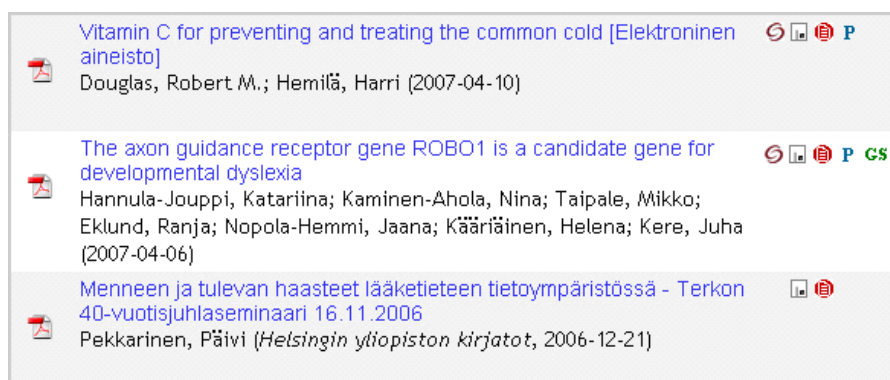 Vitamin C for preventing and treating the common cold [Elektroninen
aineisto]
Douglas, Robert M.; Hemilä, Harri (2007-04-10)
P
The axon guidance receptor gene ROBO1 is a candidate gene for
developmental dyslexia
Hannula-Jouppi, Katariina; Kaminen-Ahola, Nina; Taipale, Mikko;
Eklund, Ranja; Nopola-Hemmi, Jaana; Kääriäinen, Helena; Kere, Juha
(2007-04-06)
P GS
Menneen ja tulevan haasteet lääketieteen tietoympäristössä - Terkon
40-vuotisjuhlaseminaari 16.11.2006
Pekkarinen, Päivi (Helsingin yliopiston kirjatot, 2006-12-21)